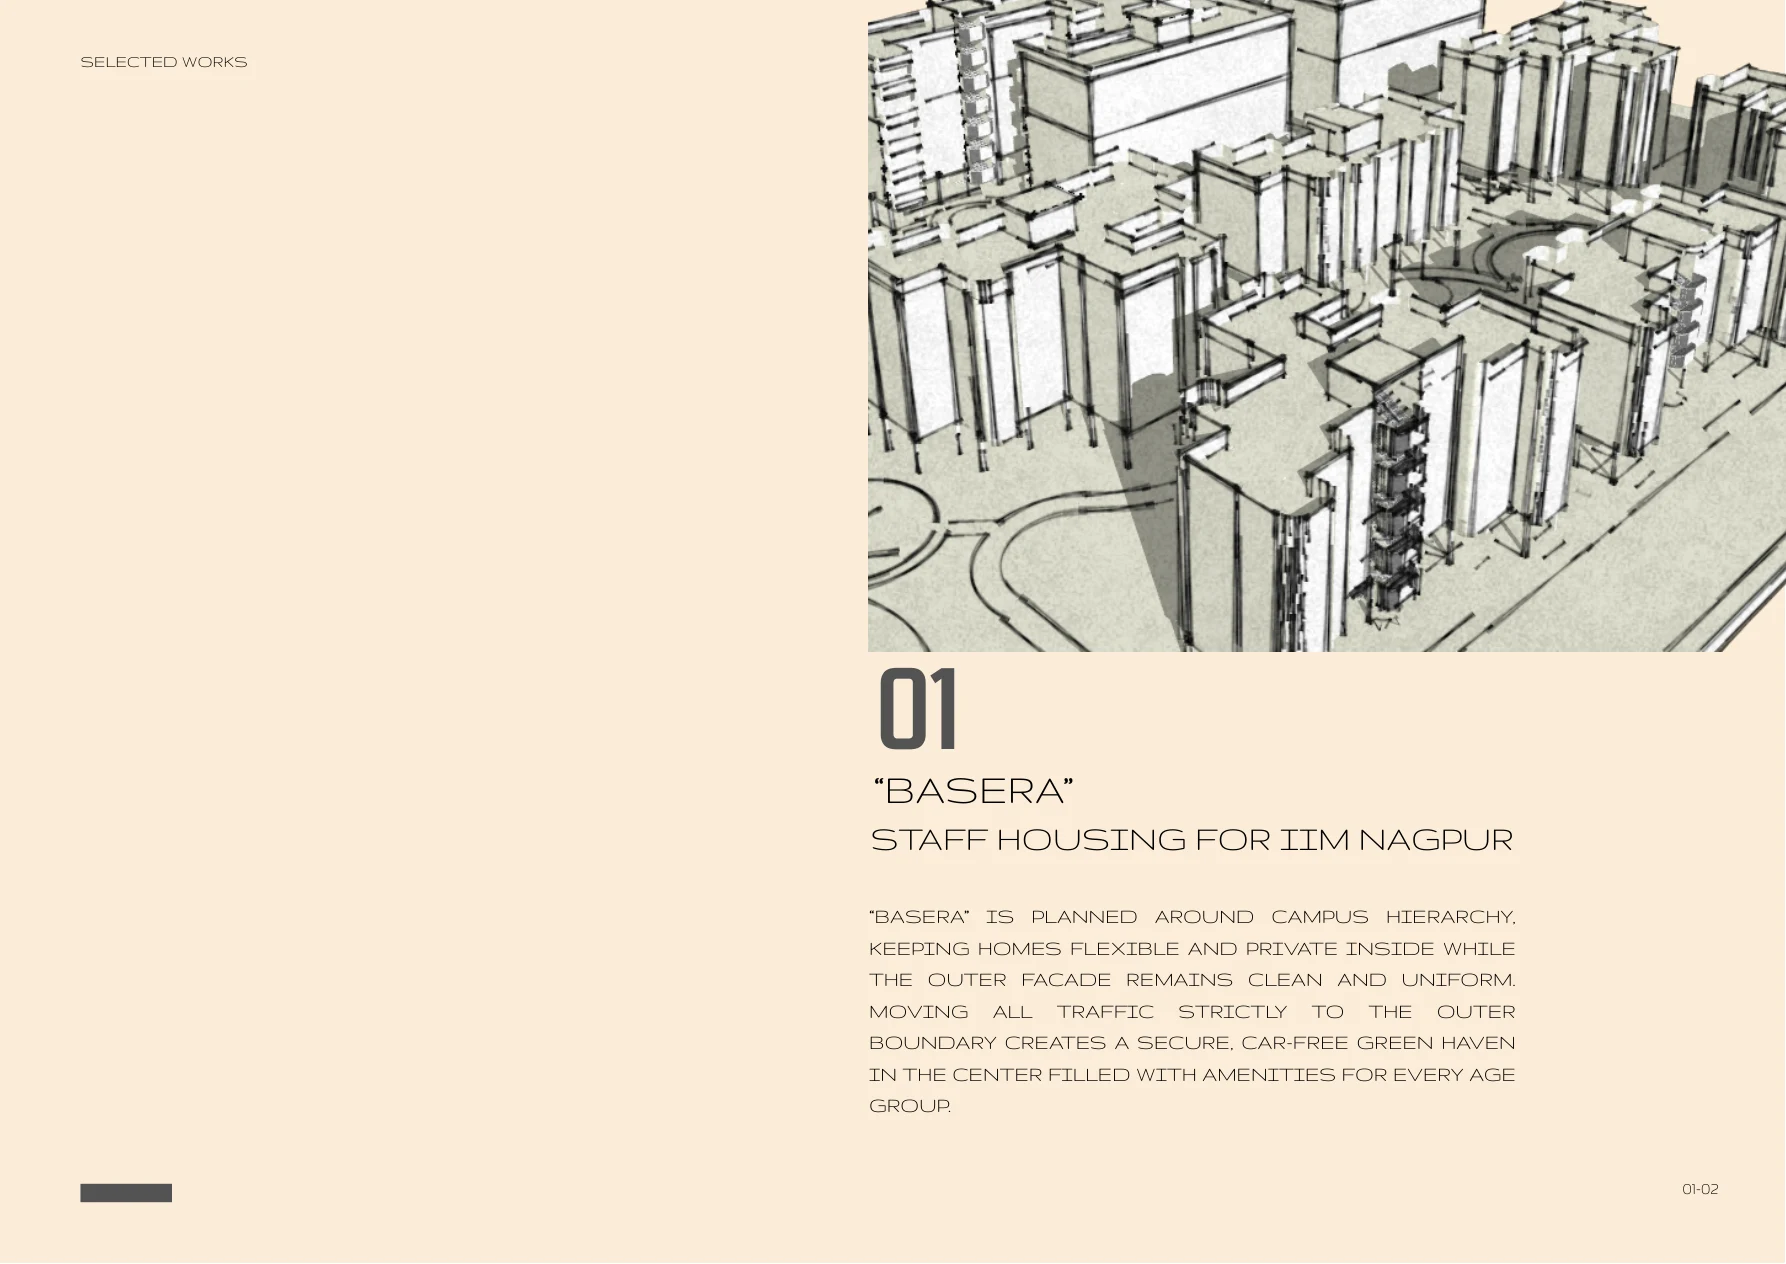 SELECTED WORKS
01
“BASERA”
STAFF HOUSING FOR IIM NAGPUR
“BASERA” IS PLANNED AROUND CAMPUS HIERARCHY,
KEEPING HOMES FLEXIBLE AND PRIVATE INSIDE WHILE
THE OUTER FACADE REMAINS CLEAN AND UNIFORM.
MOVING ALL TRAFFIC STRICTLY TO THE OUTER
BOUNDARY CREATES A SECURE, CAR-FREE GREEN HAVEN
IN THE CENTER FILLED WITH AMENITIES FOR EVERY AGE
GROUP.
01-02